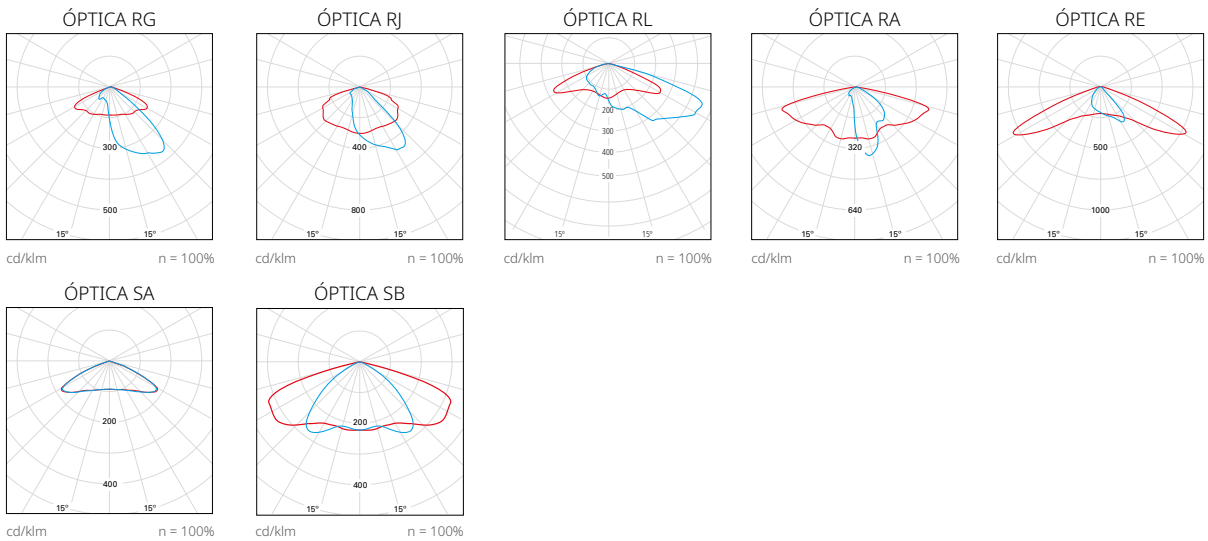 ÓPTICA RG
300
500
15° 15°
cd/klm n = 100%
ÓPTICA RJ
400
800
15° 15°
cd/klm n = 100%
ÓPTICA RL
200
300
400
500
15° 15°
cd/klm n = 100%
ÓPTICA RA
320
640
15° 15°
cd/klm n = 100%
ÓPTICA RE
500
1000
15° 15°
cd/klm n = 100%
ÓPTICA SA
200
400
15° 15°
cd/klm n = 100%
ÓPTICA SB
200
400
15° 15°
cd/klm n = 100%